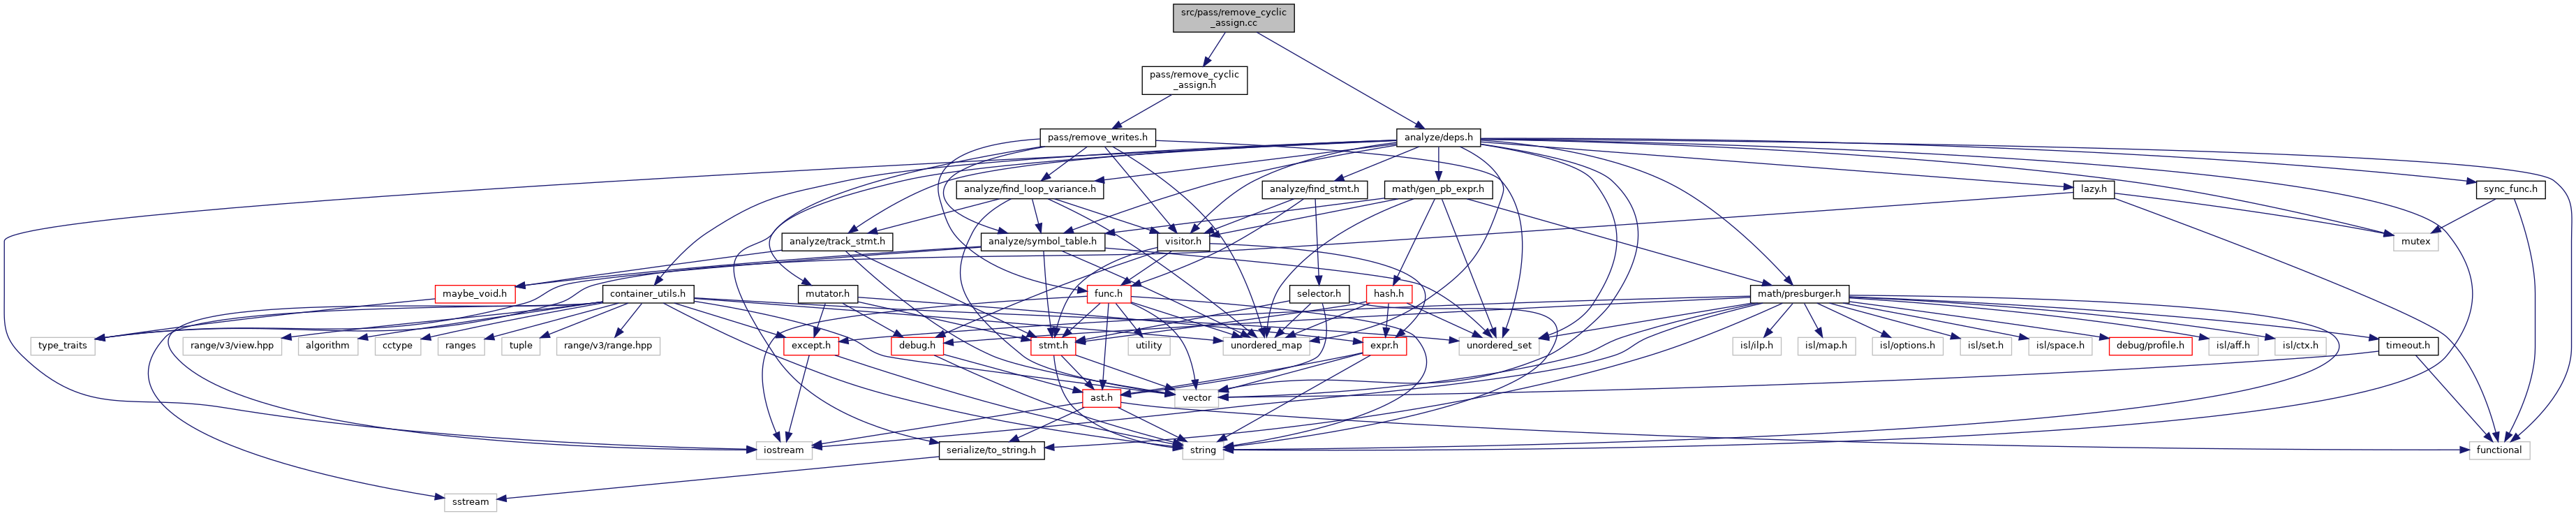 src/pass/remove_cyclic
_assign.cc
pass/remove_cyclic
_assign.h
pass/remove_writes.h
analyze/deps.h
analyze/find_loop_variance.h
analyze/find_stmt.h
math/gen_pb_expr.h
lazy.h
sync_func.h
analyze/track_stmt.h
analyze/symbol_table.h
visitor.h
mutex
maybe_void.h
container_utils.h
mutator.h
func.h
selector.h
hash.h
math/presburger.h
type_traits
range/v3/view.hpp
algorithm
cctype
ranges
tuple
range/v3/range.hpp
except.h
debug.h
stmt.h
utility
unordered_map
expr.h
unordered_set
isl/ilp.h
isl/map.h
isl/options.h
isl/set.h
isl/space.h
debug/profile.h
isl/aff.h
isl/ctx.h
timeout.h
ast.h
vector
iostream
serialize/to_string.h
string
functional
sstream